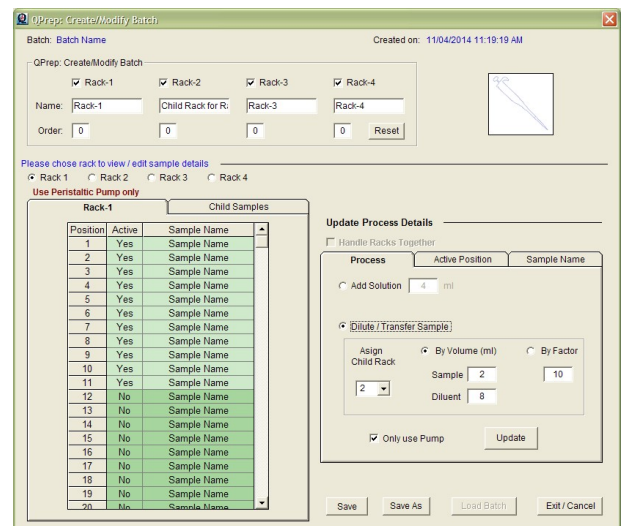 QPrep: Create/Modify Batch
Batch: Batch Name Created on: 11/04/2014 11:19:19 AM
QPrep: Create/Modify Batch
Rack-1 Rack-2 Rack-3 Rack-4
Name: Rack-1 Child Rack for Ra Rack-3 Rack-4
Order: 0 0 0 0 Reset
Please chose rack to view / edit sample details
Rack 1 Rack 2 Rack 3 Rack 4
Use Peristaltic Pump only
Rack-1 Child Samples
Position Active Sample Name
1 Yes Sample Name
2 Yes Sample Name
3 Yes Sample Name
4 Yes Sample Name
5 Yes Sample Name
6 Yes Sample Name
7 Yes Sample Name
8 Yes Sample Name
9 Yes Sample Name
10 Yes Sample Name
11 Yes Sample Name
12 No Sample Name
13 No Sample Name
14 No Sample Name
15 No Sample Name
16 No Sample Name
17 No Sample Name
18 No Sample Name
19 No Sample Name
20 No Sample Name
Update Process Details
Handle Racks Together
Process Active Position Sample Name
Add Solution 4 ml
Dilute / Transfer Sample
Asign Child Rack By Volume (ml) By Factor
2 Sample 2 10
Diluent 8
Only use Pump Update
Save Save As Load Batch Exit / Cancel